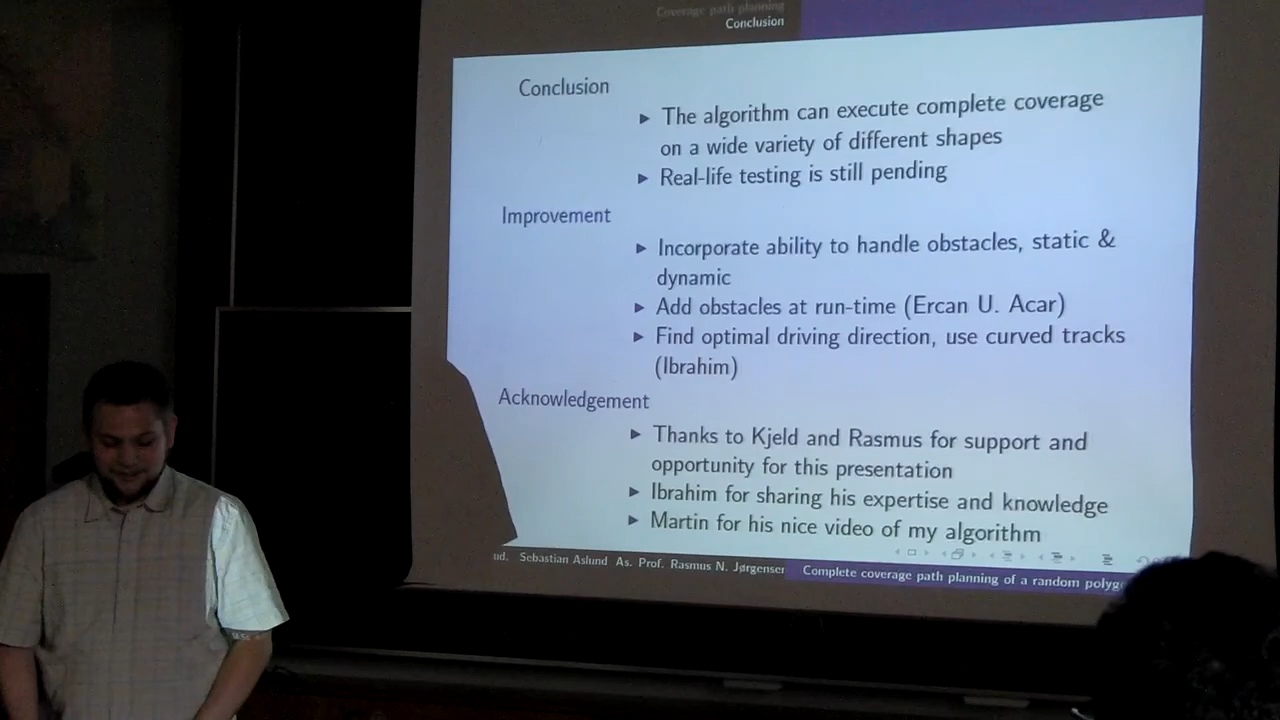 Coverage path planning
Conclusion
Conclusion
▶ The algorithm can execute complete coverage
on a wide variety of different shapes
▶ Real-life testing is still pending
Improvement
▶ Incorporate ability to handle obstacles, static &
dynamic
▶ Add obstacles at run-time (Ercan U. Acar)
▶ Find optimal driving direction, use curved tracks
(Ibrahim)
Acknowledgement
▶ Thanks to Kjeld and Rasmus for support and
opportunity for this presentation
▶ Ibrahim for sharing his expertise and knowledge
▶ Martin for his nice video of my algorithm
ud. Sebastian Aslund As. Prof. Rasmus N. Jørgensen
Complete coverage path planning of a random polyg